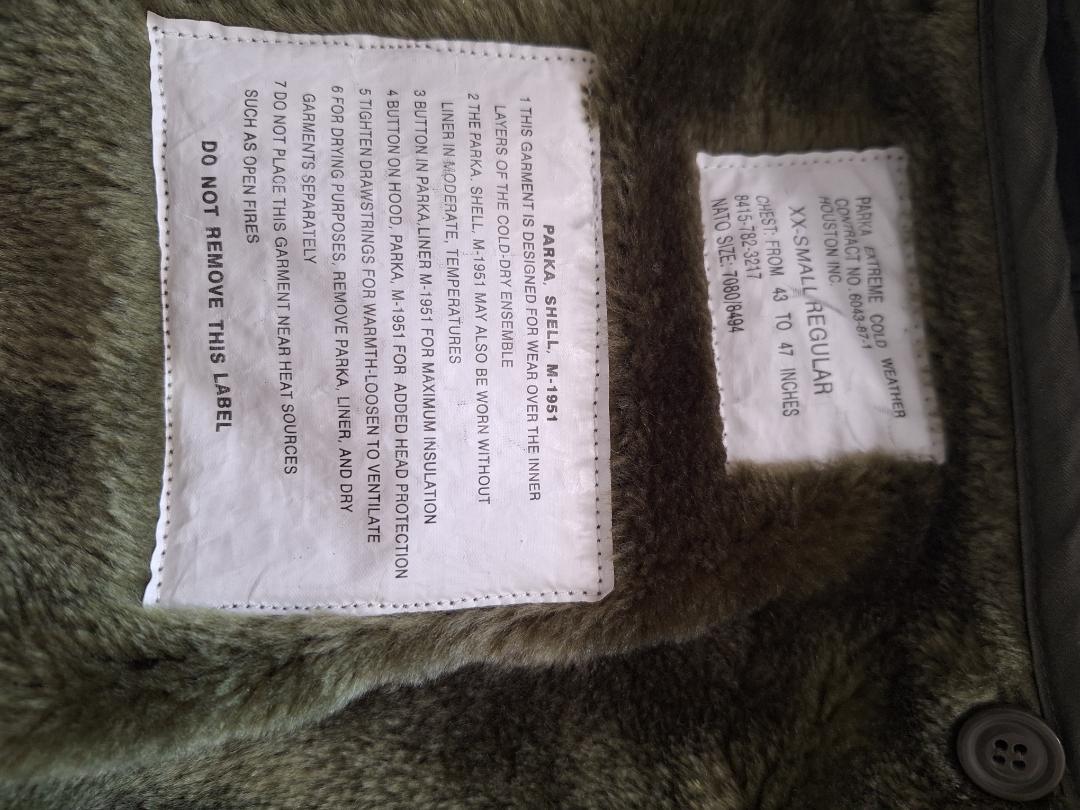 PARKA EXTREME COLD WEATHER
CONTRACT NO. 6043-87-1
HOUSTON INC.
XX-SMALL REGULAR
CHEST: FROM 43 TO 47 INCHES
8415-782-3217
NATO SIZE: 7080/8494
PARKA, SHELL, M-1951
1 THIS GARMENT IS DESIGNED FOR WEAR OVER THE INNER
LAYERS OF THE COLD-DRY ENSEMBLE
2 THE PARKA, SHELL, M-1951 MAY ALSO BE WORN WITHOUT
LINER IN MODERATE, TEMPERATURES
3 BUTTON IN PARKA, LINER M-1951 FOR MAXIMUM INSULATION
4 BUTTON ON HOOD, PARKA, M-1951 FOR ADDED HEAD PROTECTION
5 TIGHTEN DRAWSTRINGS FOR WARMTH-LOOSEN TO VENTILATE
6 FOR DRYING PURPOSES, REMOVE PARKA, LINER, AND DRY
GARMENTS SEPARATELY
7 DO NOT PLACE THIS GARMENT NEAR HEAT SOURCES
SUCH AS OPEN FIRES
DO NOT REMOVE THIS LABEL